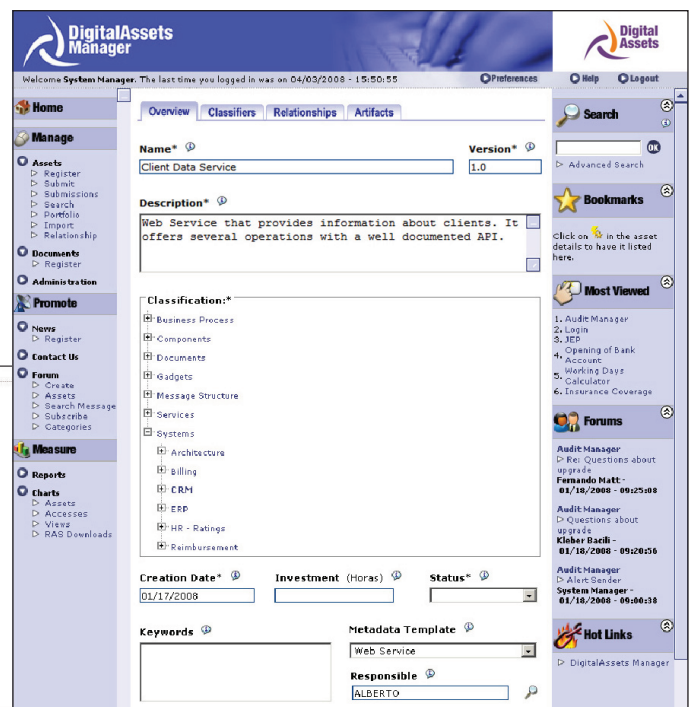 DigitalAssets
Manager
Digital
Assets
Welcome System Manager. The last time you logged in was on 04/03/2008 - 15:50:55
Preferences
Help
Logout
Home
Manage
Assets
Register
Submit
Submissions
Search
Portfolio
Import
Relationship
Documents
Register
Administration
Promote
News
Register
Contact Us
Forum
Create
Assets
Search Message
Subscribe
Categories
Measure
Reports
Charts
Assets
Accesses
Views
RAS Downloads
Overview
Classifiers
Relationships
Artifacts
Name*
Version*
Client Data Service
1.0
Description*
Web Service that provides information about clients. It
offers several operations with a well documented API.
Classification:*
Business Process
Components
Documents
Gadgets
Message Structure
Services
Systems
Architecture
Billing
CRM
ERP
HR - Ratings
Reimbursement
Creation Date*
Investment (Horas)
Status*
01/17/2008
Keywords
Metadata Template
Web Service
Responsible
ALBERTO
Search
OK
Advanced Search
Bookmarks
Click on in the asset
details to have it listed
here.
Most Viewed
1. Audit Manager
2. Login
3. JEP
4. Opening of Bank
Account
5. Working Days
Calculator
6. Insurance Coverage
Forums
Audit Manager
Re: Questions about
upgrade
Fernando Matt -
01/18/2008 - 09:25:08
Audit Manager
Questions about
upgrade
Kleber Bacili -
01/18/2008 - 09:20:56
Audit Manager
Alert Sender
System Manager -
01/18/2008 - 09:00:38
Hot Links
DigitalAssets Manager